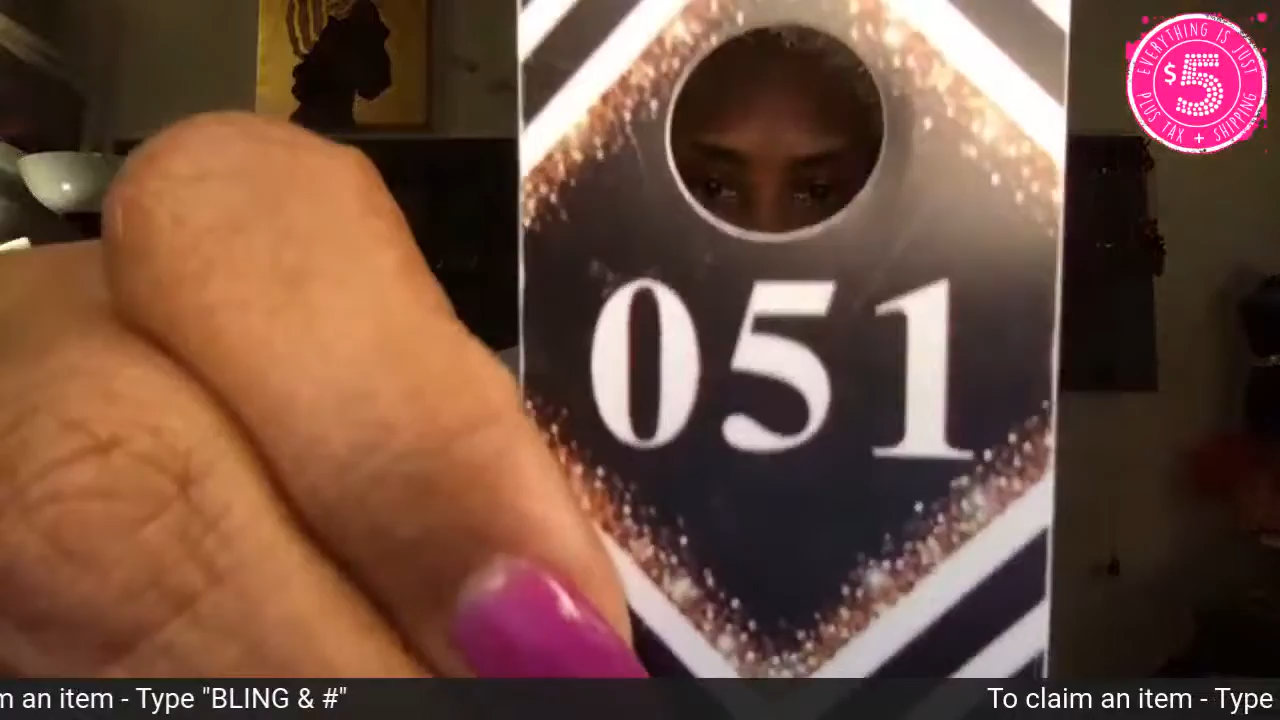 EVERYTHING IS JUST
$5
PLUS TAX + SHIPPING
051
m an item - Type "BLING & #"
To claim an item - Type